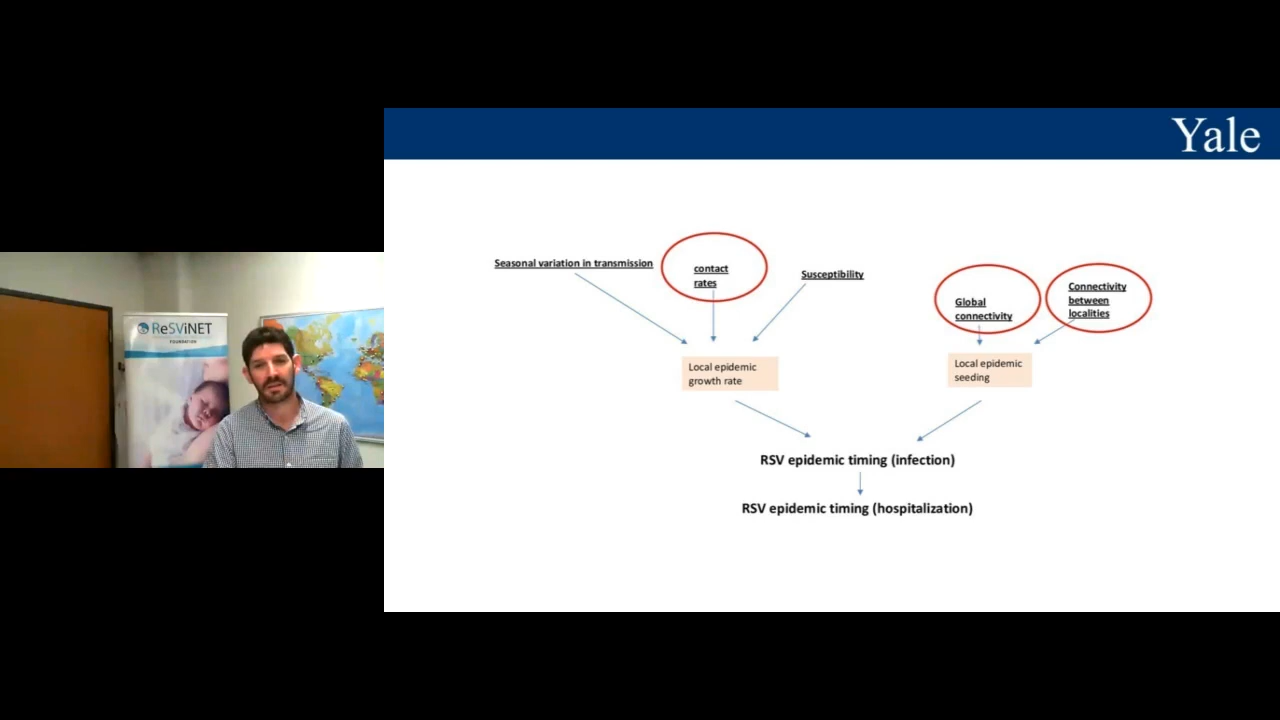 Yale
Seasonal variation in transmission
contact
rates
Susceptibility
Global
connectivity
Connectivity
between
localities
Local epidemic
growth rate
Local epidemic
seeding
RSV epidemic timing (infection)
RSV epidemic timing (hospitalization)
ReSViNET
FOUNDATION